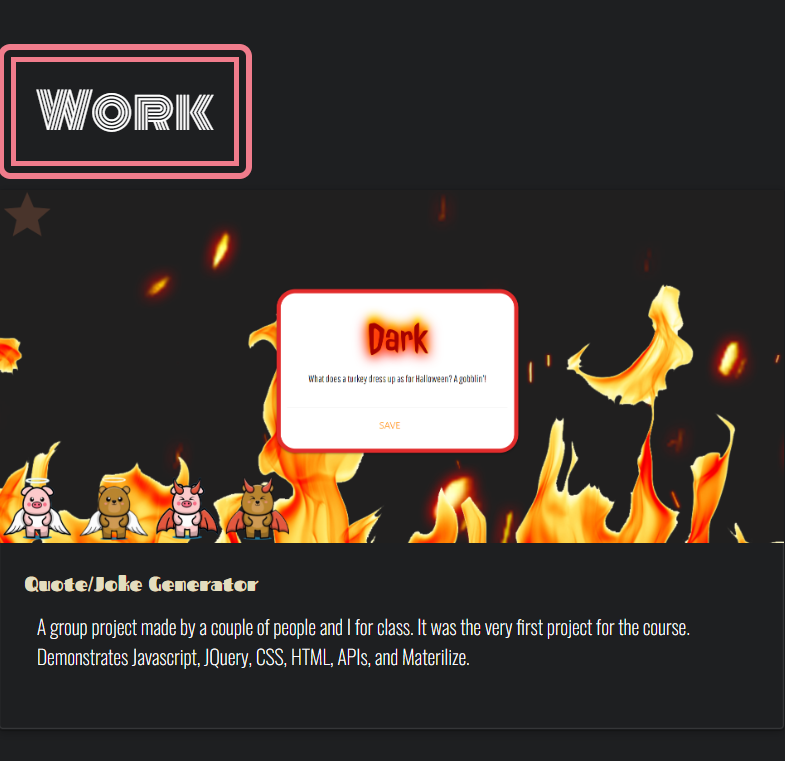 Work
Dark
What does a turkey dress up as for Halloween? A gobblin'!
SAVE
Quote/Joke Generator
A group project made by a couple of people and I for class. It was the very first project for the course.
Demonstrates Javascript, JQuery, CSS, HTML, APIs, and Materilize.